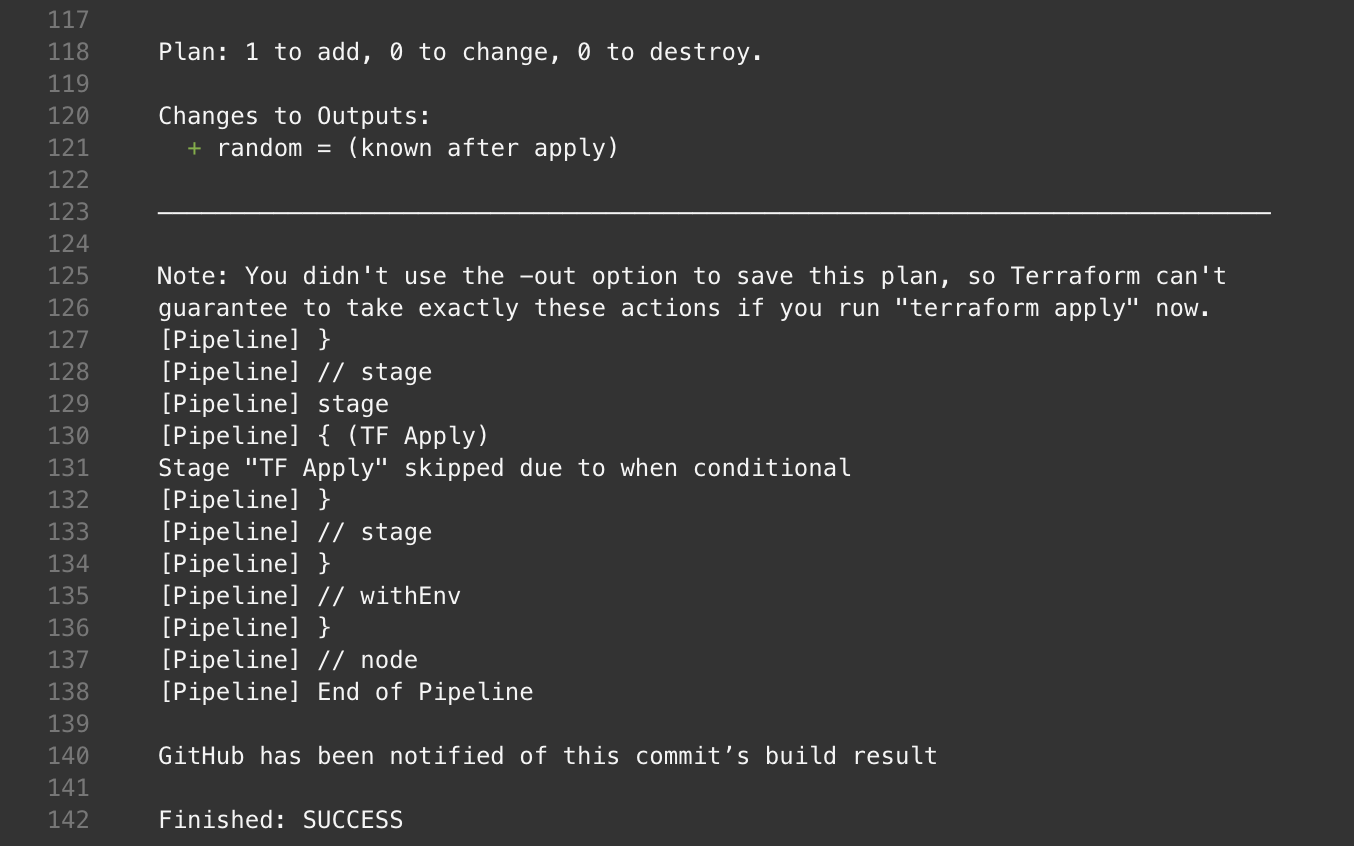 117
118 Plan: 1 to add, 0 to change, 0 to destroy.
119
120 Changes to Outputs:
121   + random = (known after apply)
122
123 ─────────────────────────────────────────────────────────────────────────────
124
125 Note: You didn't use the −out option to save this plan, so Terraform can't
126 guarantee to take exactly these actions if you run "terraform apply" now.
127 [Pipeline] }
128 [Pipeline] // stage
129 [Pipeline] stage
130 [Pipeline] { (TF Apply)
131 Stage "TF Apply" skipped due to when conditional
132 [Pipeline] }
133 [Pipeline] // stage
134 [Pipeline] }
135 [Pipeline] // withEnv
136 [Pipeline] }
137 [Pipeline] // node
138 [Pipeline] End of Pipeline
139
140 GitHub has been notified of this commit’s build result
141
142 Finished: SUCCESS